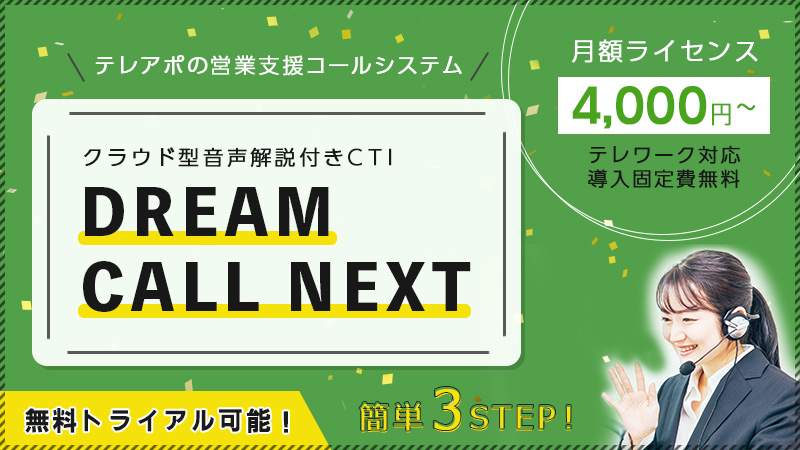 テレアポの営業支援コールシステム
クラウド型音声解説付きCTI
DREAM
CALL NEXT
月額ライセンス
4,000円～
テレワーク対応
導入固定費無料
無料トライアル可能！
簡単3STEP！